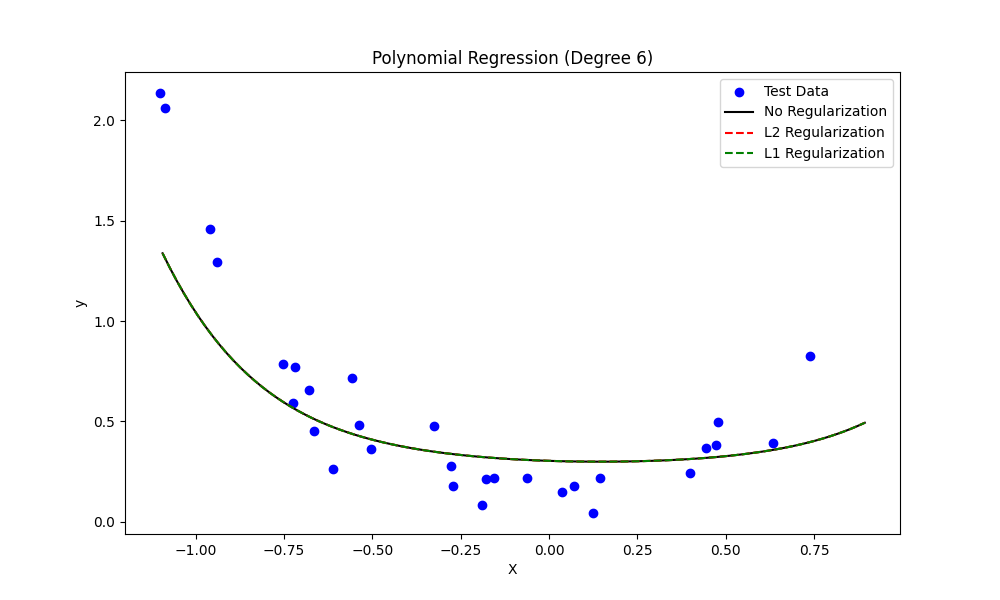 Polynomial Regression (Degree 6)
Test Data
No Regularization
L2 Regularization
L1 Regularization
2.0
1.5
1.0
0.5
0.0
y
−1.00
−0.75
−0.50
−0.25
0.00
0.25
0.50
0.75
X